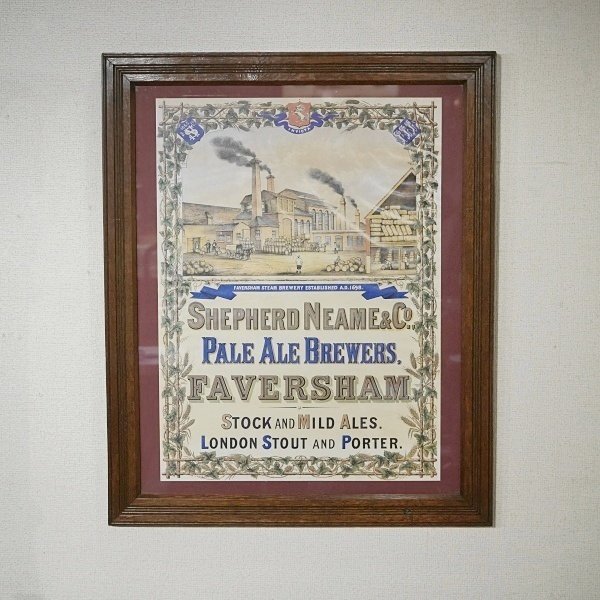 INVICTA
FAVERSHAM STEAM BREWERY ESTABLISHED A.D. 1698.
SHEPHERD NEAME & Co.,
PALE ALE BREWERS,
FAVERSHAM
STOCK AND MILD ALES.
LONDON STOUT AND PORTER.